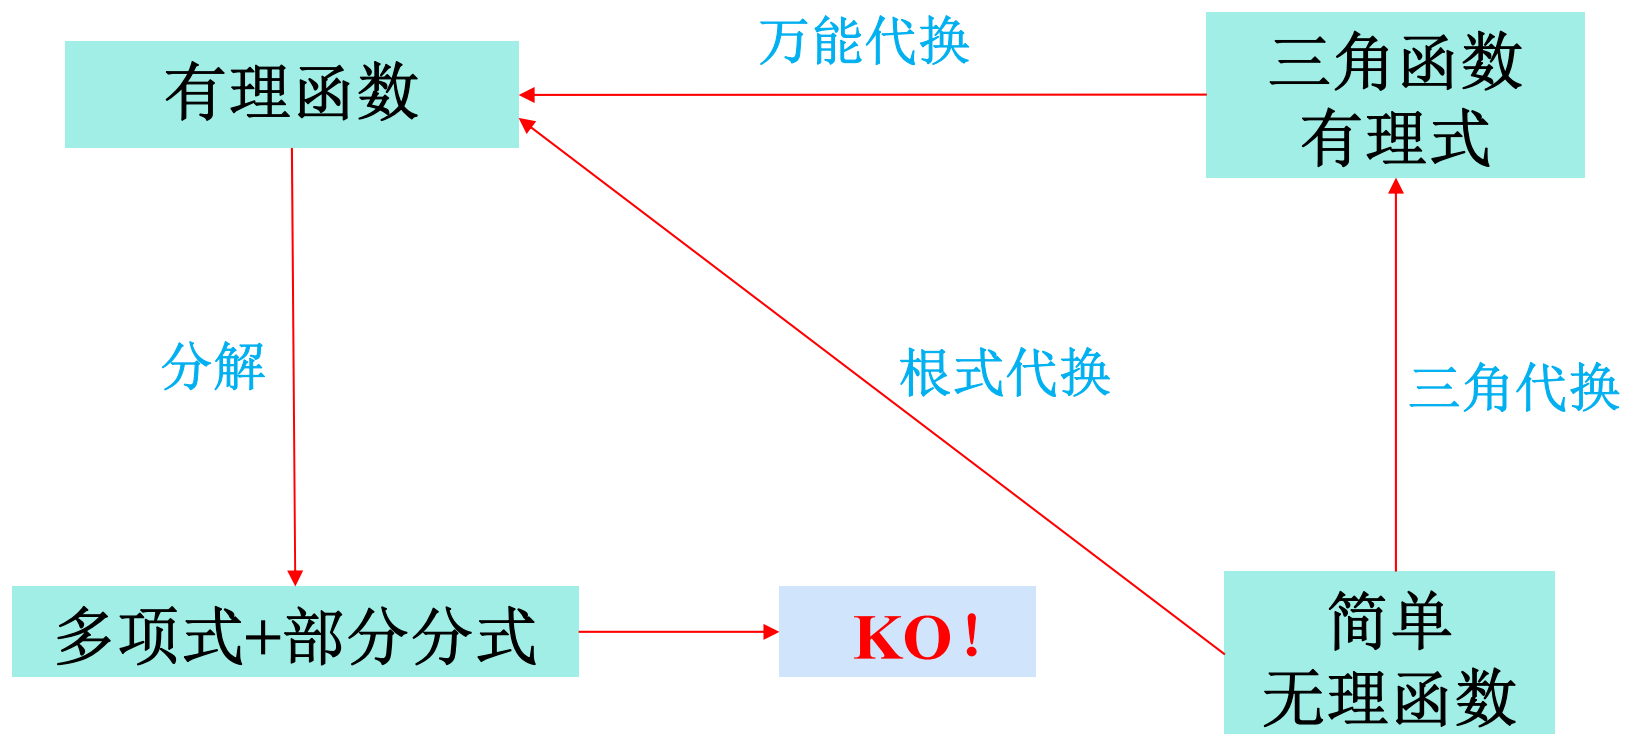 万能代换
有理函数
三角函数
有理式
分解
根式代换
三角代换
多项式+部分分式
KO!
简单
无理函数